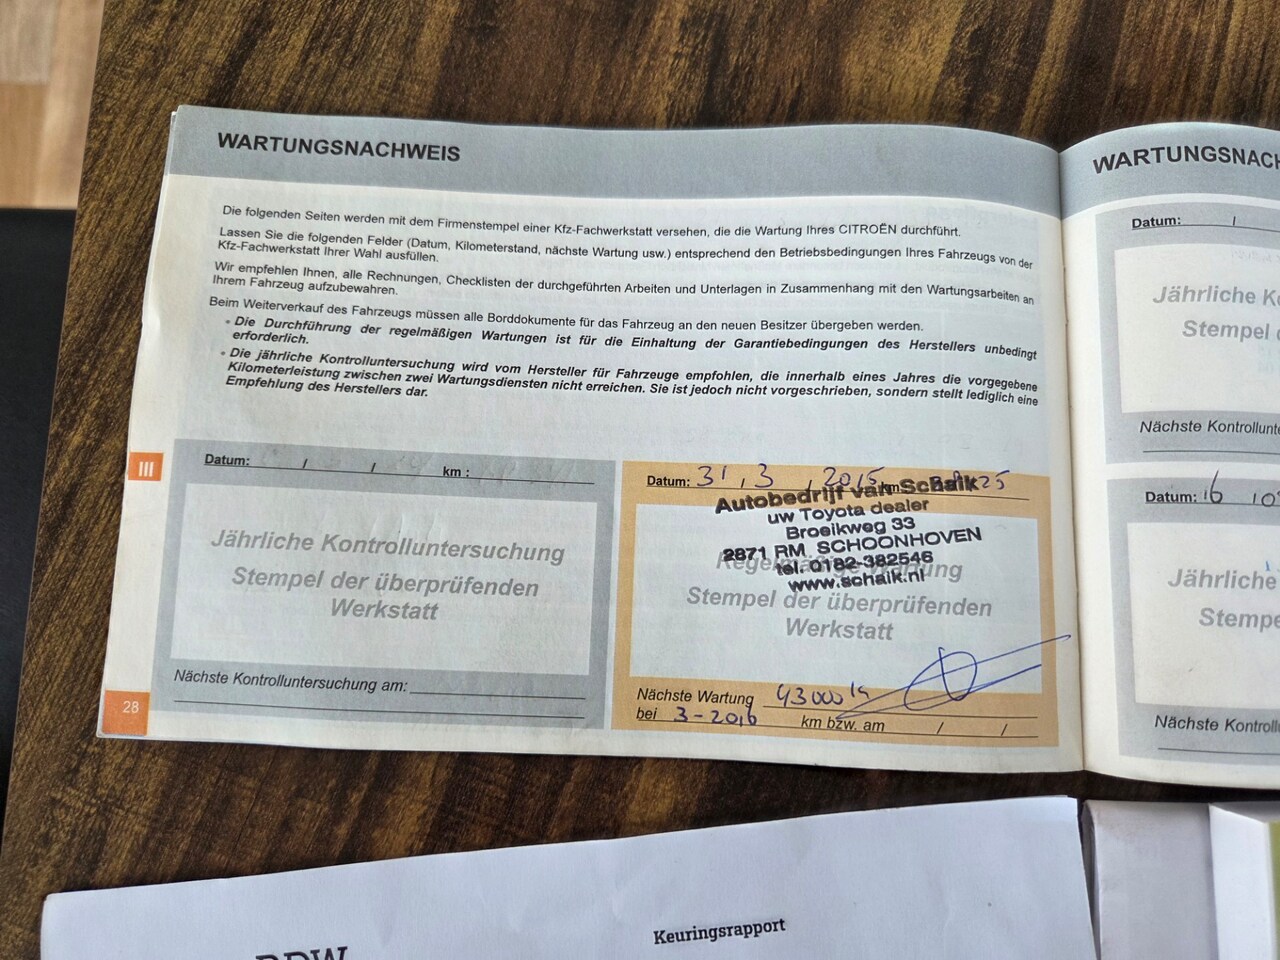 WARTUNGSNACHWEIS
Die folgenden Seiten werden mit dem Firmenstempel einer Kfz-Fachwerkstatt versehen, die die Wartung Ihres CITROËN durchführt.
Lassen Sie die folgenden Felder (Datum, Kilometerstand, nächste Wartung usw.) entsprechend den Betriebsbedingungen Ihres Fahrzeugs von der
Kfz-Fachwerkstatt Ihrer Wahl ausfüllen.
Wir empfehlen Ihnen, alle Rechnungen, Checklisten der durchgeführten Arbeiten und Unterlagen in Zusammenhang mit den Wartungsarbeiten an
Ihrem Fahrzeug aufzubewahren.
Beim Weiterverkauf des Fahrzeugs müssen alle Borddokumente für das Fahrzeug an den neuen Besitzer übergeben werden.
• Die Durchführung der regelmäßigen Wartungen ist für die Einhaltung der Garantiebedingungen des Herstellers unbedingt
erforderlich.
• Die jährliche Kontrolluntersuchung wird vom Hersteller für Fahrzeuge empfohlen, die innerhalb eines Jahres die vorgegebene
Kilometerleistung zwischen zwei Wartungsdiensten nicht erreichen. Sie ist jedoch nicht vorgeschrieben, sondern stellt lediglich eine
Empfehlung des Herstellers dar.
III
Datum: / / km :
Jährliche Kontrolluntersuchung
Stempel der überprüfenden
Werkstatt
Nächste Kontrolluntersuchung am:
28
Datum: 31 , 3 , 2015 km
Autobedrijf van Schaik
uw Toyota dealer
Broeikweg 33
2871 RM SCHOONHOVEN
tel. 0182-382546
www.schaik.nl
Regelmäßige Wartung
Stempel der überprüfenden
Werkstatt
Nächste Wartung 43000
bei 3-2016 km bzw. am / /
WARTUNGSNACH
Datum: /
Jährliche
Stempel
Nächste Kontrollunte
Datum: 16 10
Jährliche
Stempe
Nächste Kontrollu
Keuringsrapport
RDW